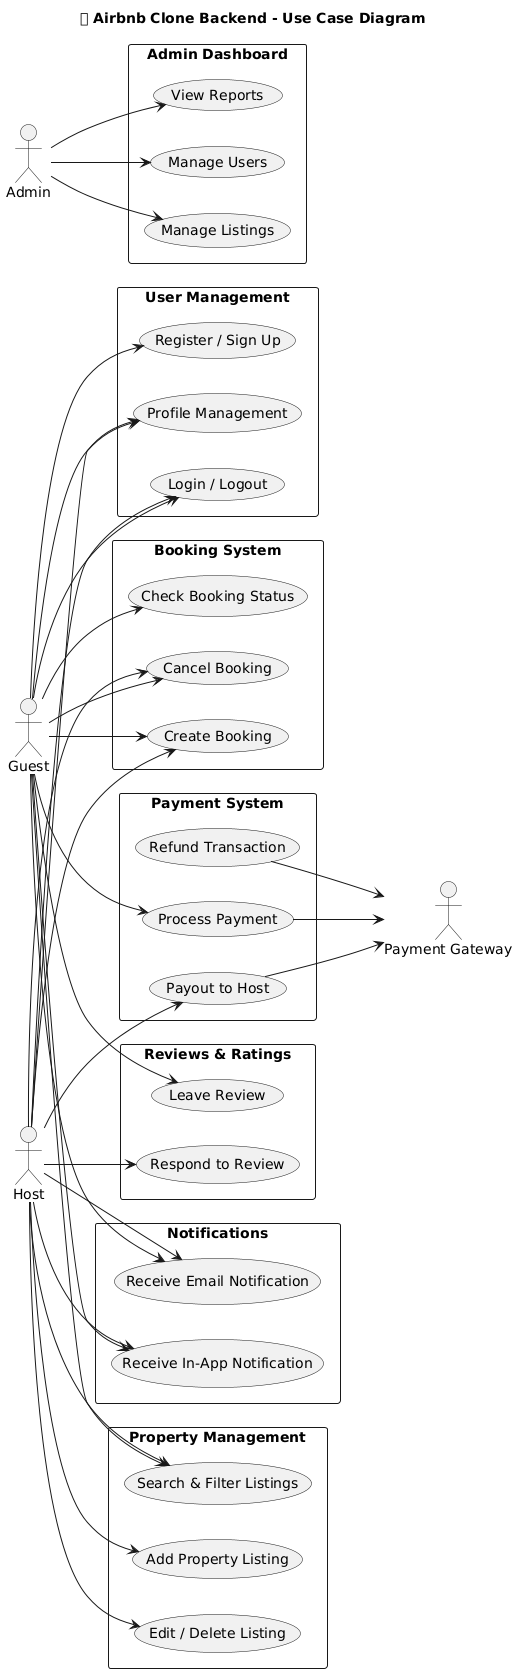 Airbnb Clone Backend - Use Case Diagram
Admin Dashboard
View Reports
Manage Users
Manage Listings
Admin
User Management
Register / Sign Up
Profile Management
Login / Logout
Booking System
Check Booking Status
Cancel Booking
Create Booking
Guest
Payment System
Refund Transaction
Process Payment
Payout to Host
Payment Gateway
Reviews & Ratings
Leave Review
Respond to Review
Host
Notifications
Receive Email Notification
Receive In-App Notification
Property Management
Search & Filter Listings
Add Property Listing
Edit / Delete Listing